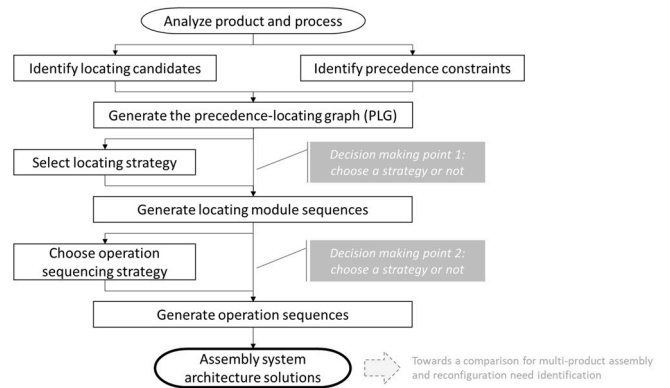 Analyze product and process
Identify locating candidates
Identify precedence constraints
Generate the precedence-locating graph (PLG)
Decision making point 1:
choose a strategy or not
Select locating strategy
Generate locating module sequences
Choose operation
sequencing strategy
Decision making point 2:
choose a strategy or not
Generate operation sequences
Assembly system
architecture solutions
Towards a comparison for multi-product assembly
and reconfiguration need identification